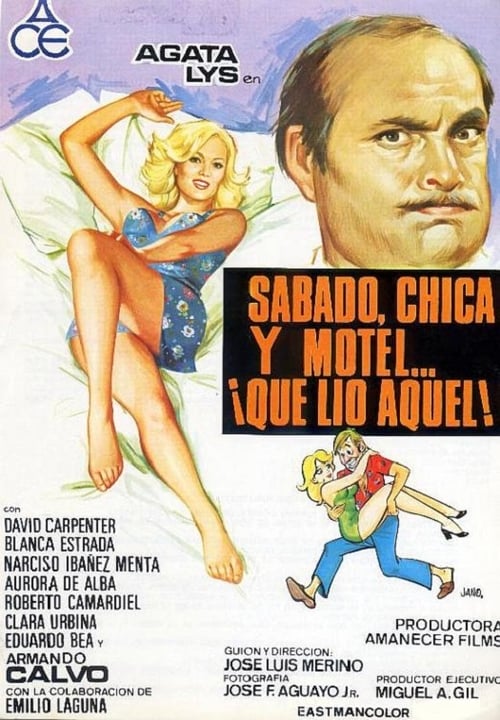 ACE
AGATA
LYS en
SABADO, CHICA
Y MOTEL...
¡QUE LIO AQUEL!
con
DAVID CARPENTER
BLANCA ESTRADA
NARCISO IBAÑEZ MENTA
AURORA DE ALBA
ROBERTO CAMARDIEL
CLARA URBINA
EDUARDO BEA Y
ARMANDO
CALVO
CON LA COLABORACION DE
EMILIO LAGUNA
JANO.
PRODUCTORA
AMANECER FILMS
GUION Y DIRECCION:
JOSE LUIS MERINO
FOTOGRAFIA
JOSE F. AGUAYO JR.
PRODUCTOR EJECUTIVO
MIGUEL A. GIL
EASTMANCOLOR